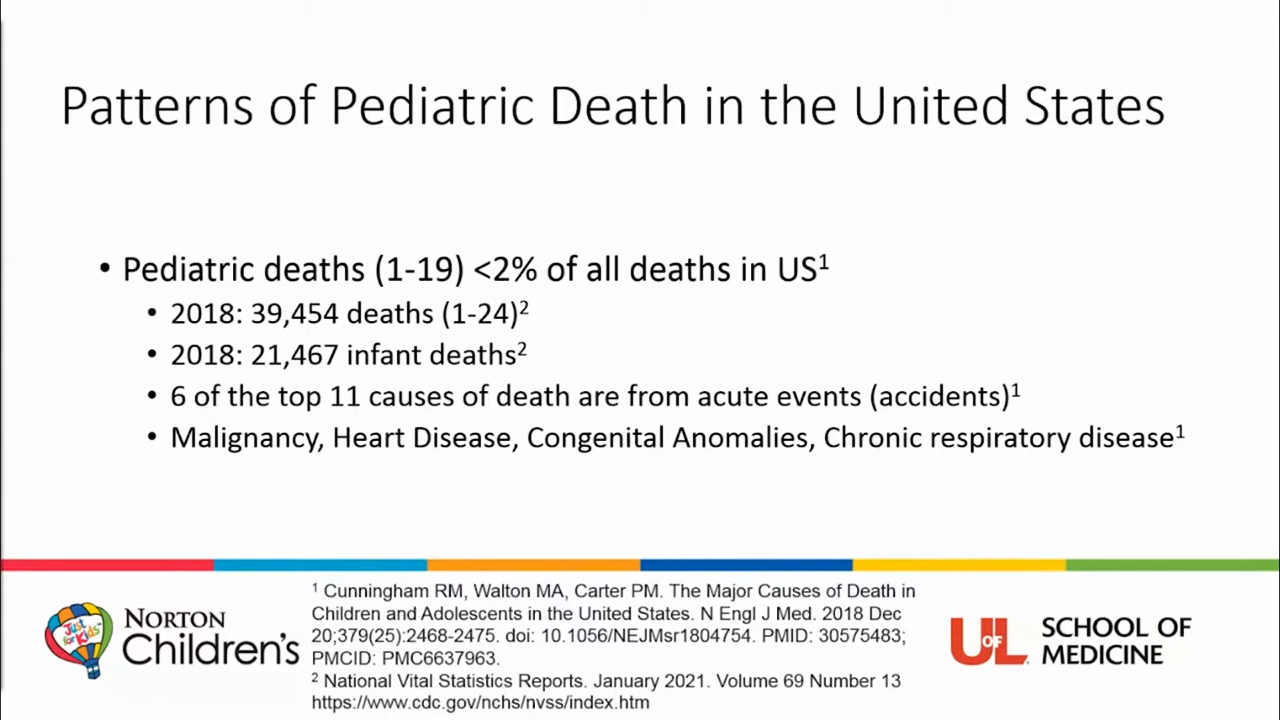 Patterns of Pediatric Death in the United States
• Pediatric deaths (1-19) <2% of all deaths in US¹
• 2018: 39,454 deaths (1-24)²
• 2018: 21,467 infant deaths²
• 6 of the top 11 causes of death are from acute events (accidents)¹
• Malignancy, Heart Disease, Congenital Anomalies, Chronic respiratory disease¹
¹ Cunningham RM, Walton MA, Carter PM. The Major Causes of Death in
Children and Adolescents in the United States. N Engl J Med. 2018 Dec
20;379(25):2468-2475. doi: 10.1056/NEJMsr1804754. PMID: 30575483;
PMCID: PMC6637963.
² National Vital Statistics Reports. January 2021. Volume 69 Number 13
https://www.cdc.gov/nchs/nvss/index.htm
Just for Kids
NORTON
Children's
UofL
SCHOOL OF
MEDICINE